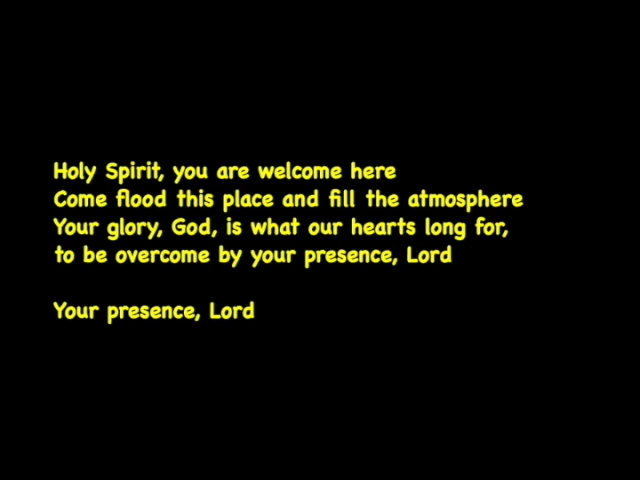 Holy Spirit, you are welcome here
Come flood this place and fill the atmosphere
Your glory, God, is what our hearts long for,
to be overcome by your presence, Lord
Your presence, Lord